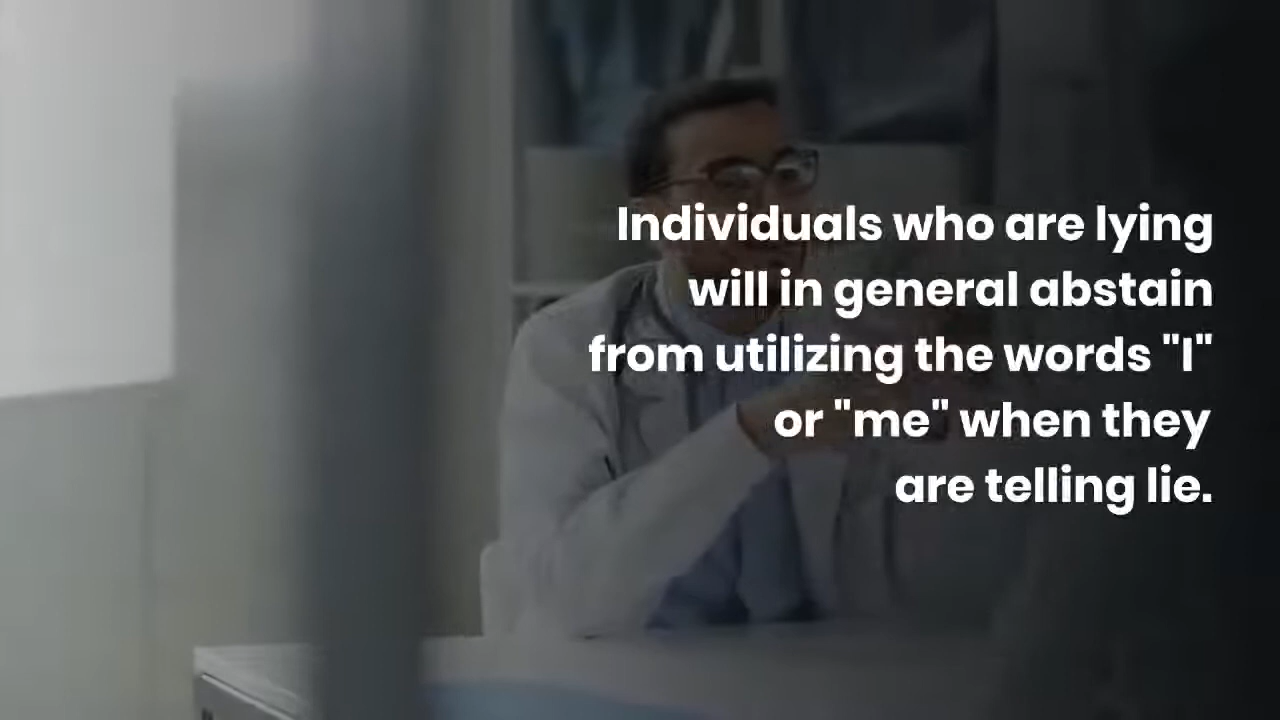 Individuals who are lying
will in general abstain
from utilizing the words "I"
or "me" when they
are telling lie.